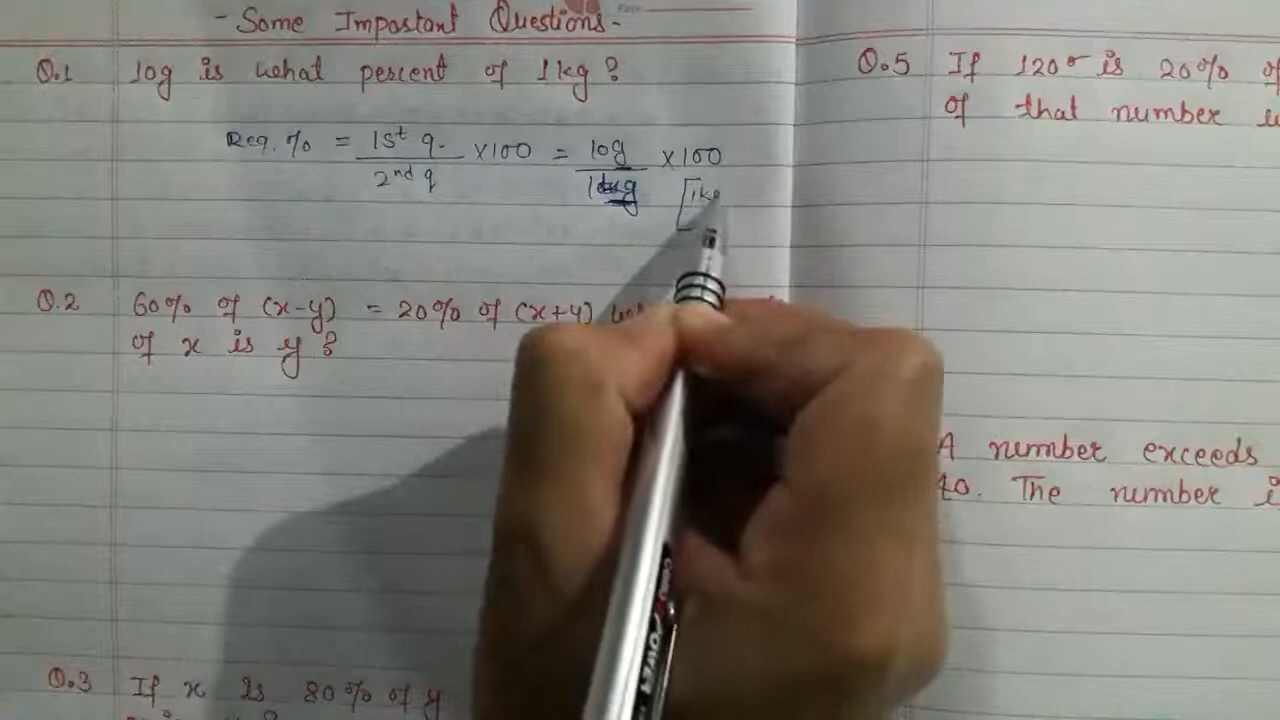 - Some Important Questions -
Q.1 10g is what percent of 1kg ?
Req. % = 1st q. / 2nd q × 100 = 10g / × 100
[1kg
Q.2 60% of (x-y) = 20% of (x+y)
of x is y ?
Q.3 If x is 80% of y
Q.5 If 120 is 20% of
of that number
A number exceeds
40. The number is